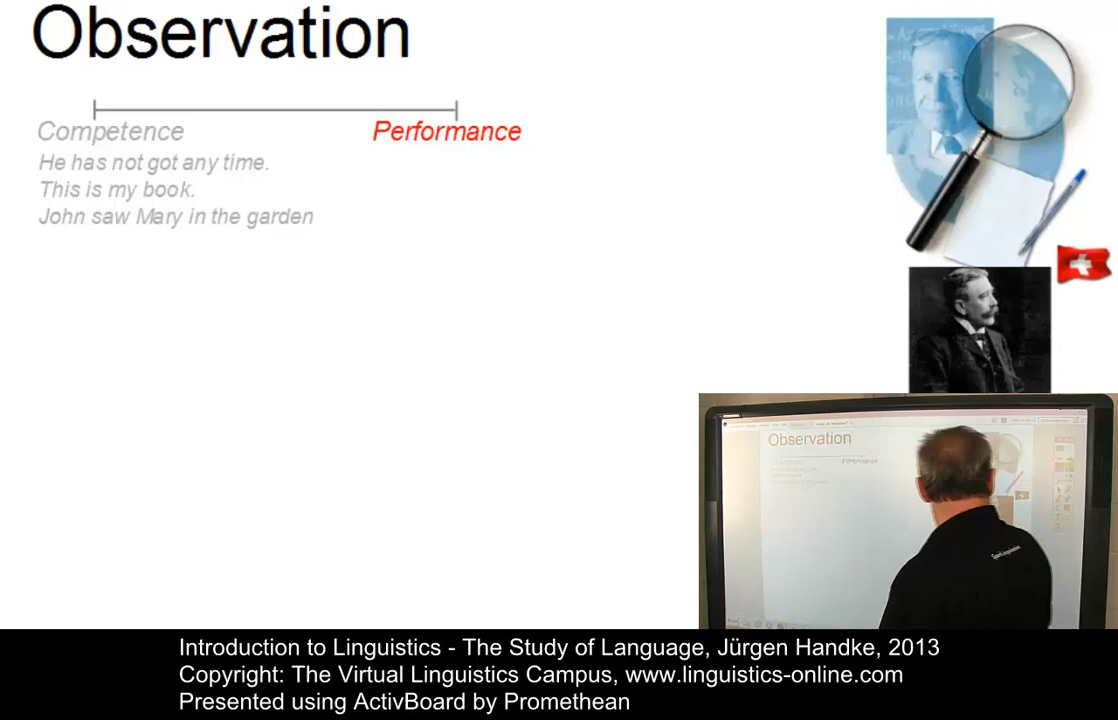 Observation
Competence Performance
He has not got any time.
This is my book.
John saw Mary in the garden
Observation
Performance
Introduction to Linguistics - The Study of Language, Jürgen Handke, 2013
Copyright: The Virtual Linguistics Campus, www.linguistics-online.com
Presented using ActivBoard by Promethean